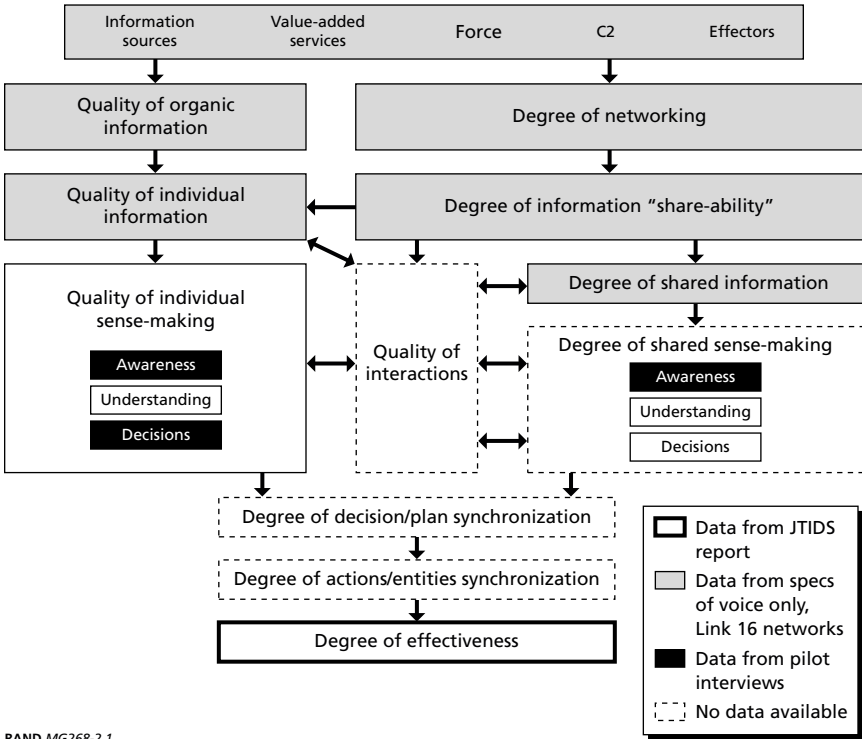 Information
sources
Value-added
services
Force
C2
Effectors
Quality of organic
information
Degree of networking
Quality of individual
information
Degree of information “share-ability”
Quality of individual
sense-making
Awareness
Understanding
Decisions
Quality of
interactions
Degree of shared information
Degree of shared sense-making
Awareness
Understanding
Decisions
Degree of decision/plan synchronization
Degree of actions/entities synchronization
Degree of effectiveness
Data from JTIDS
report
Data from specs
of voice only,
Link 16 networks
Data from pilot
interviews
No data available
RAND MG268-2.1